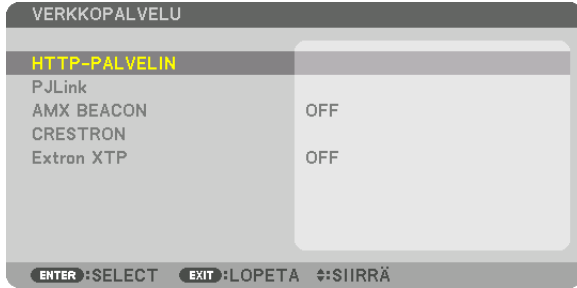 VERKKOPALVELU
HTTP-PALVELIN
PJLink
AMX BEACON OFF
CRESTRON
Extron XTP OFF
ENTER :SELECT EXIT :LOPETA ♦:SIIRRÄ